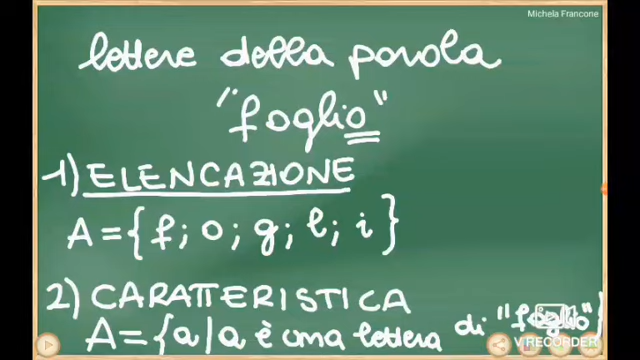 Michela Francone
lettere della parola
"foglio"
1) ELENCAZIONE
A={f; o; g; l; i}
2) CARATTERISTICA
A={a|a è una lettera di "foglio"}
V RECORDER